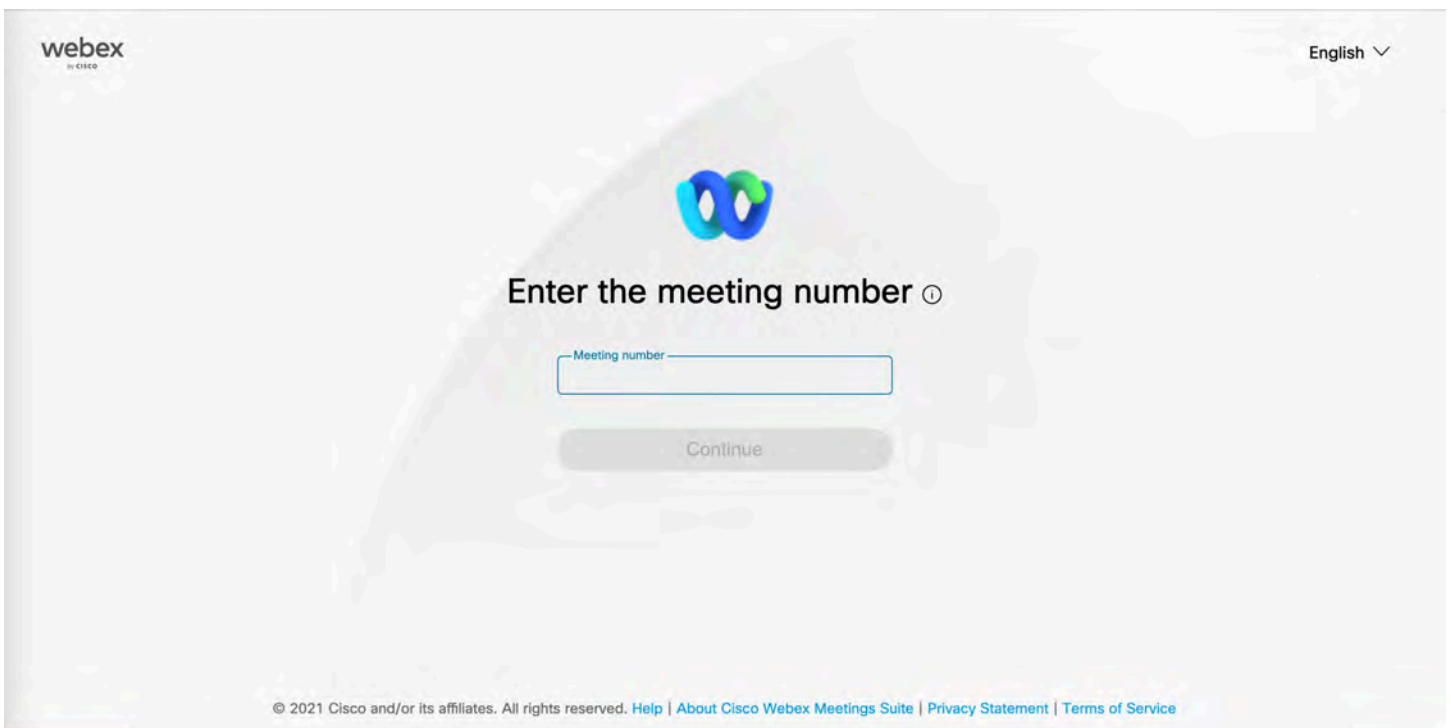 webex
by CISCO
English
Enter the meeting number
Meeting number
Continue
© 2021 Cisco and/or its affiliates. All rights reserved. Help | About Cisco Webex Meetings Suite | Privacy Statement | Terms of Service